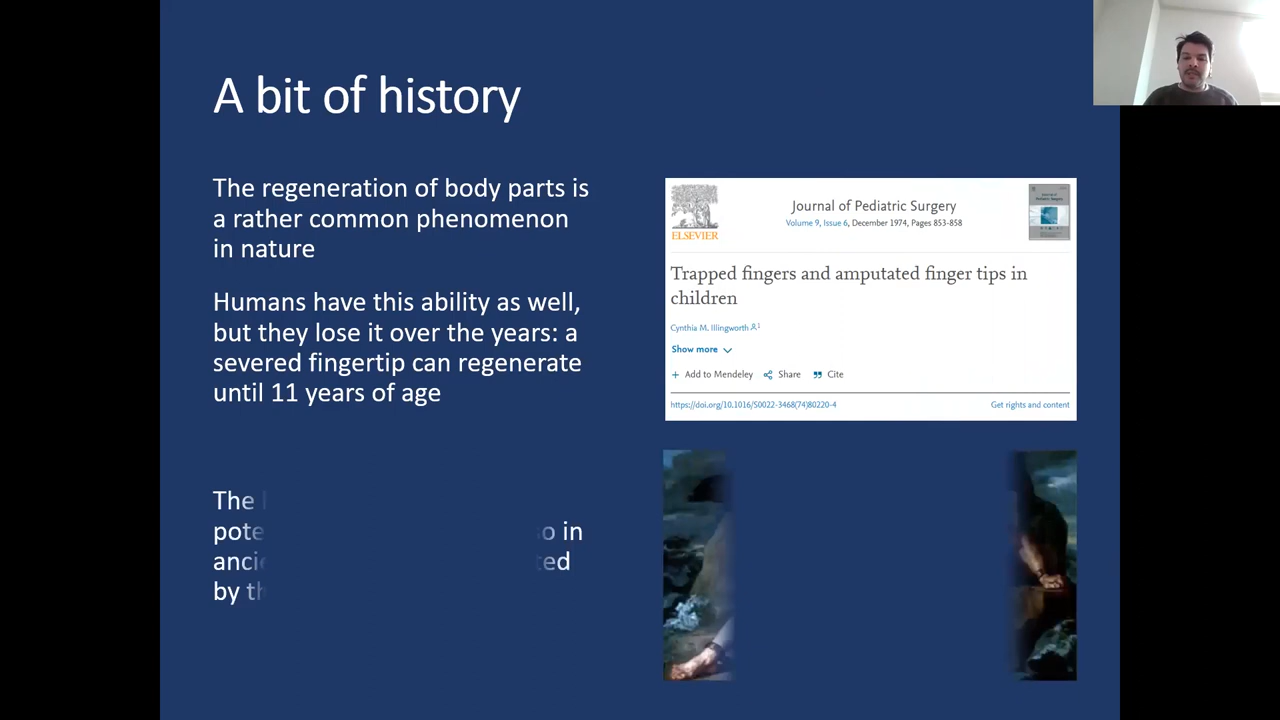 A bit of history
The regeneration of body parts is
a rather common phenomenon
in nature
Humans have this ability as well,
but they lose it over the years: a
severed fingertip can regenerate
until 11 years of age
The
in
by
ELSEVIER
Journal of Pediatric Surgery
Volume 9, Issue 6, December 1974, Pages 853-858
Trapped fingers and amputated finger tips in
children
Cynthia M. Illingworth 1
Show more
+ Add to Mendeley Share Cite
https://doi.org/10.1016/S0022-3468(74)80220-4 Get rights and content